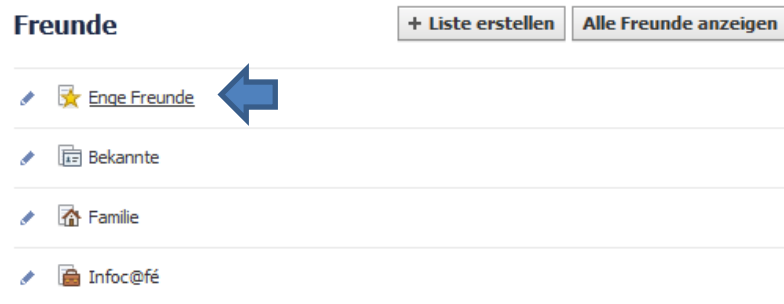 Freunde
+ Liste erstellen
Alle Freunde anzeigen
Enge Freunde
Bekannte
Familie
Infoc@fé